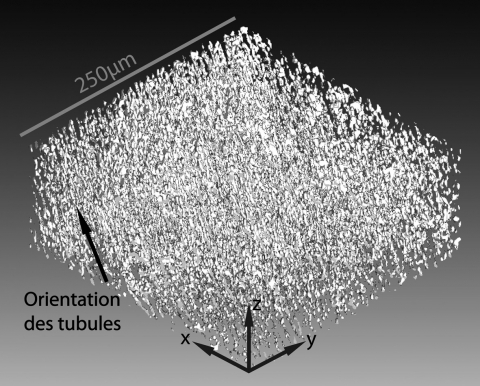 250µm
Orientation
des tubules
z
x
y